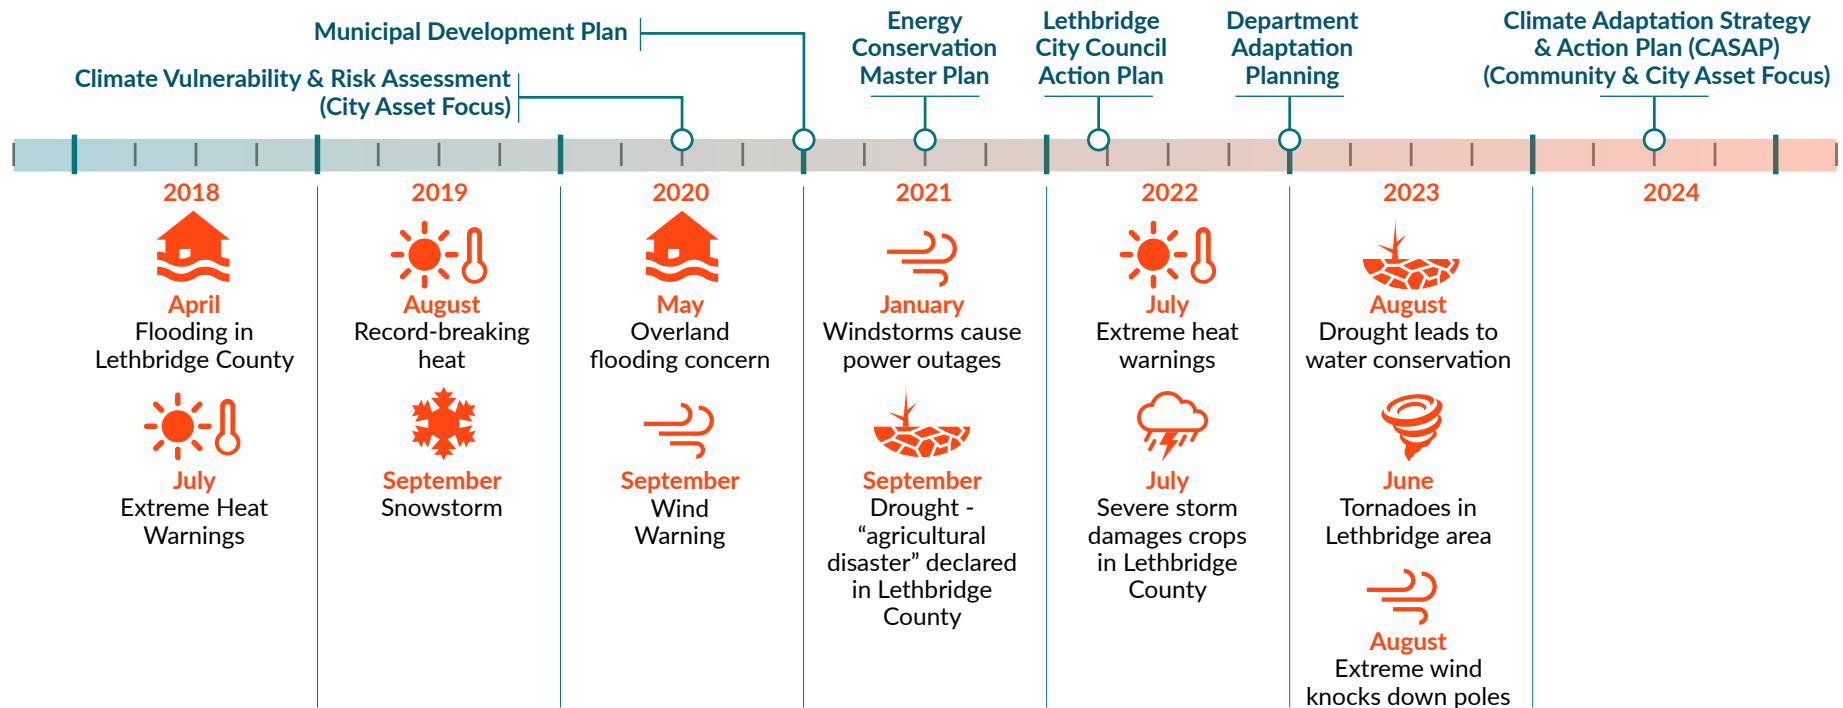 Municipal Development Plan
Climate Vulnerability & Risk Assessment
(City Asset Focus)
Energy
Conservation
Master Plan
Lethbridge
City Council
Action Plan
Department
Adaptation
Planning
Climate Adaptation Strategy
& Action Plan (CASAP)
(Community & City Asset Focus)
2018
April
Flooding in
Lethbridge County
July
Extreme Heat
Warnings
2019
August
Record-breaking
heat
September
Snowstorm
2020
May
Overland
flooding concern
September
Wind
Warning
2021
January
Windstorms cause
power outages
September
Drought -
“agricultural
disaster” declared
in Lethbridge
County
2022
July
Extreme heat
warnings
July
Severe storm
damages crops
in Lethbridge
County
2023
August
Drought leads to
water conservation
June
Tornadoes in
Lethbridge area
August
Extreme wind
knocks down poles
2024